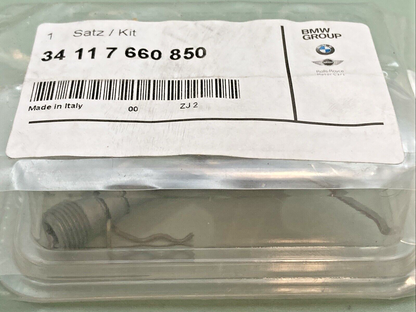 1 Satz / Kit
34 11 7 660 850
Made in Italy 00 ZJ 2
BMW
GROUP